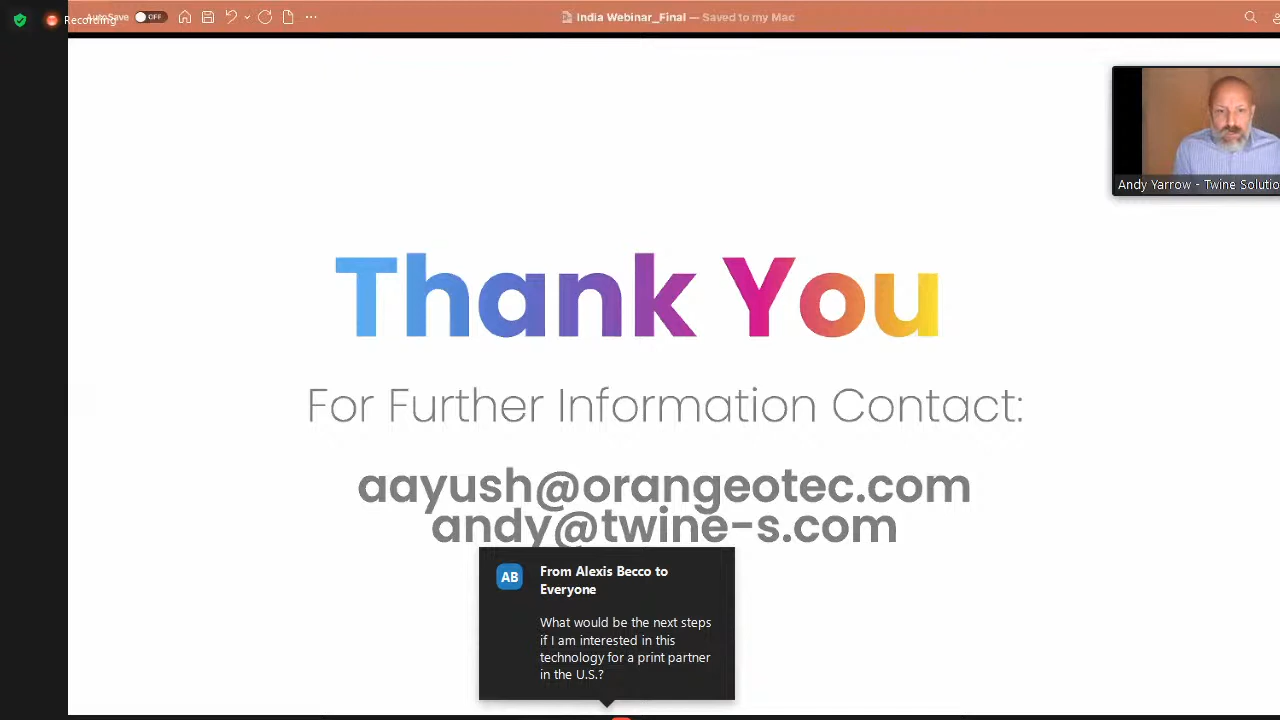 Recording
AutoSave
OFF
India Webinar_Final — Saved to my Mac
Andy Yarrow - Twine Solutio
Thank You
For Further Information Contact:
aayush@orangeotec.com
andy@twine-s.com
AB
From Alexis Becco to
Everyone
What would be the next steps
if I am interested in this
technology for a print partner
in the U.S.?